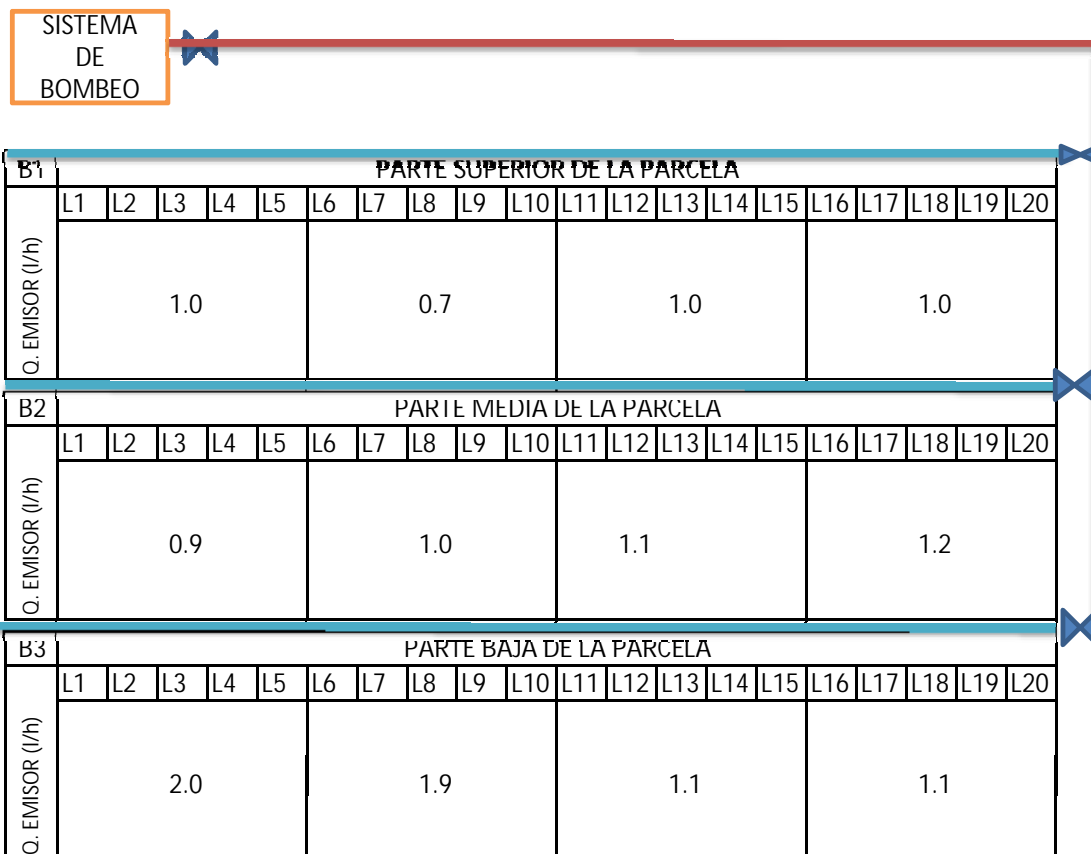 SISTEMA
DE
BOMBEO
B1 PARTE SUPERIOR DE LA PARCELA
L1 L2 L3 L4 L5 L6 L7 L8 L9 L10 L11 L12 L13 L14 L15 L16 L17 L18 L19 L20
Q. EMISOR (l/h)
1.0 0.7 1.0 1.0
B2 PARTE MEDIA DE LA PARCELA
L1 L2 L3 L4 L5 L6 L7 L8 L9 L10 L11 L12 L13 L14 L15 L16 L17 L18 L19 L20
Q. EMISOR (l/h)
0.9 1.0 1.1 1.2
B3 PARTE BAJA DE LA PARCELA
L1 L2 L3 L4 L5 L6 L7 L8 L9 L10 L11 L12 L13 L14 L15 L16 L17 L18 L19 L20
Q. EMISOR (l/h)
2.0 1.9 1.1 1.1